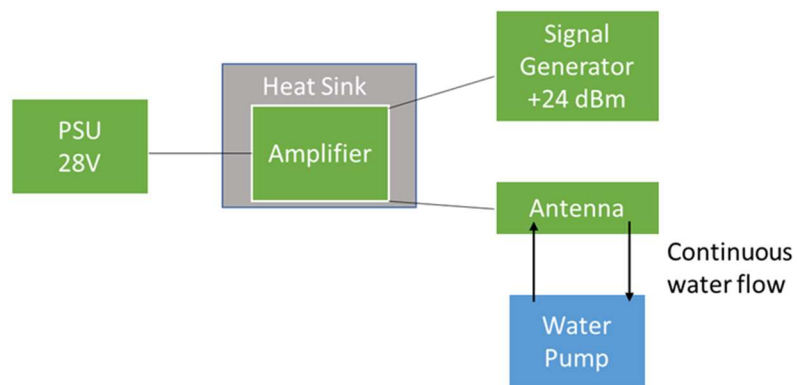 Signal
Generator
+24 dBm
Heat Sink
PSU
28V
Amplifier
Antenna
Continuous
water flow
Water
Pump